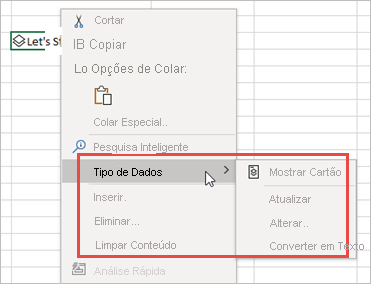 Let's St
Cortar
IB Copiar
Lo Opções de Colar:
Colar Especial..
Pesquisa Inteligente
Tipo de Dados
Mostrar Cartão
Inserir.
Atualizar
Eliminar...
Alterar..
Limpar Conteúdo
Converter em Texto..
Análise Rápida